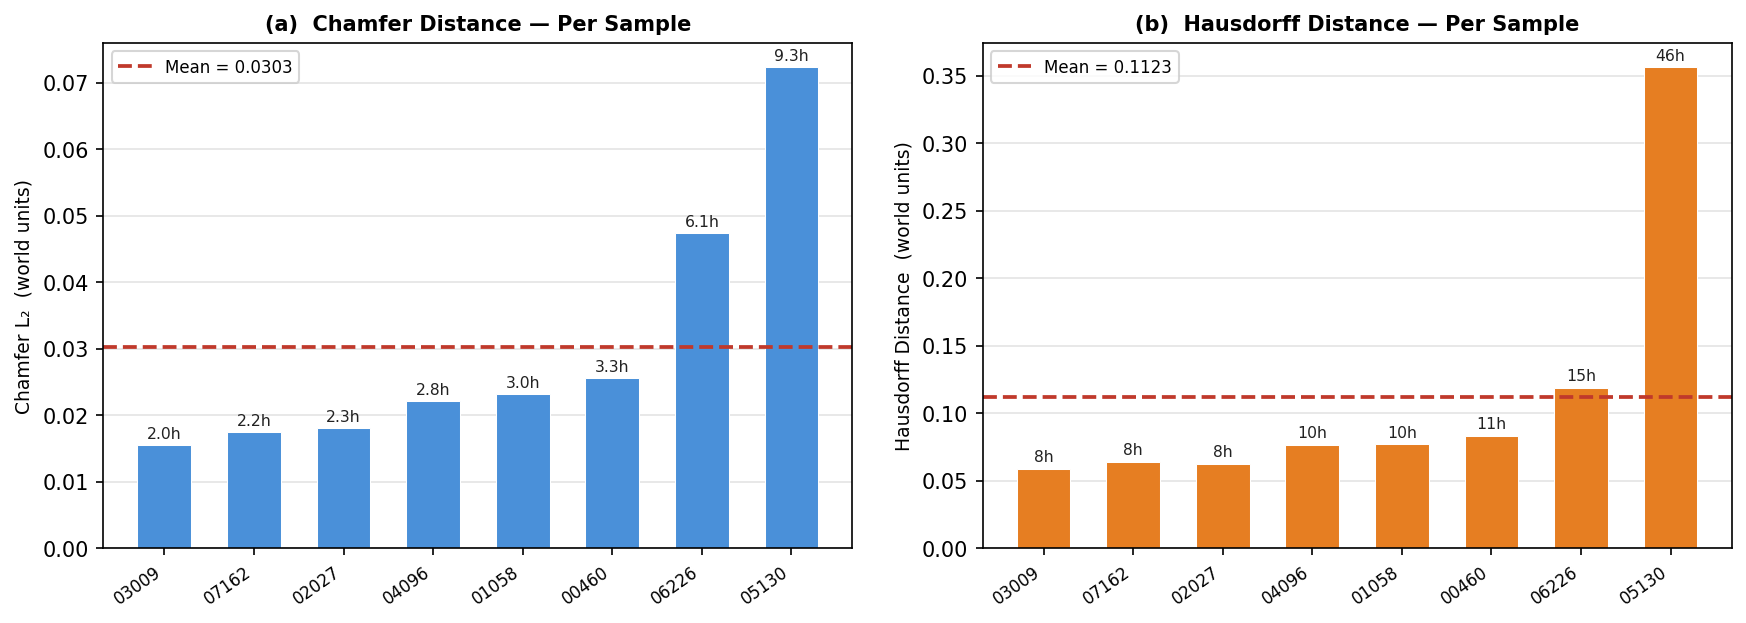 (a)  Chamfer Distance — Per Sample
Mean = 0.0303
Chamfer L₂  (world units)
0.07
0.06
0.05
0.04
0.03
0.02
0.01
0.00
2.0h
2.2h
2.3h
2.8h
3.0h
3.3h
6.1h
9.3h
03009
07162
02027
04096
01058
00460
06226
05130
(b)  Hausdorff Distance — Per Sample
Mean = 0.1123
Hausdorff Distance  (world units)
0.35
0.30
0.25
0.20
0.15
0.10
0.05
0.00
8h
8h
8h
10h
10h
11h
15h
46h
03009
07162
02027
04096
01058
00460
06226
05130